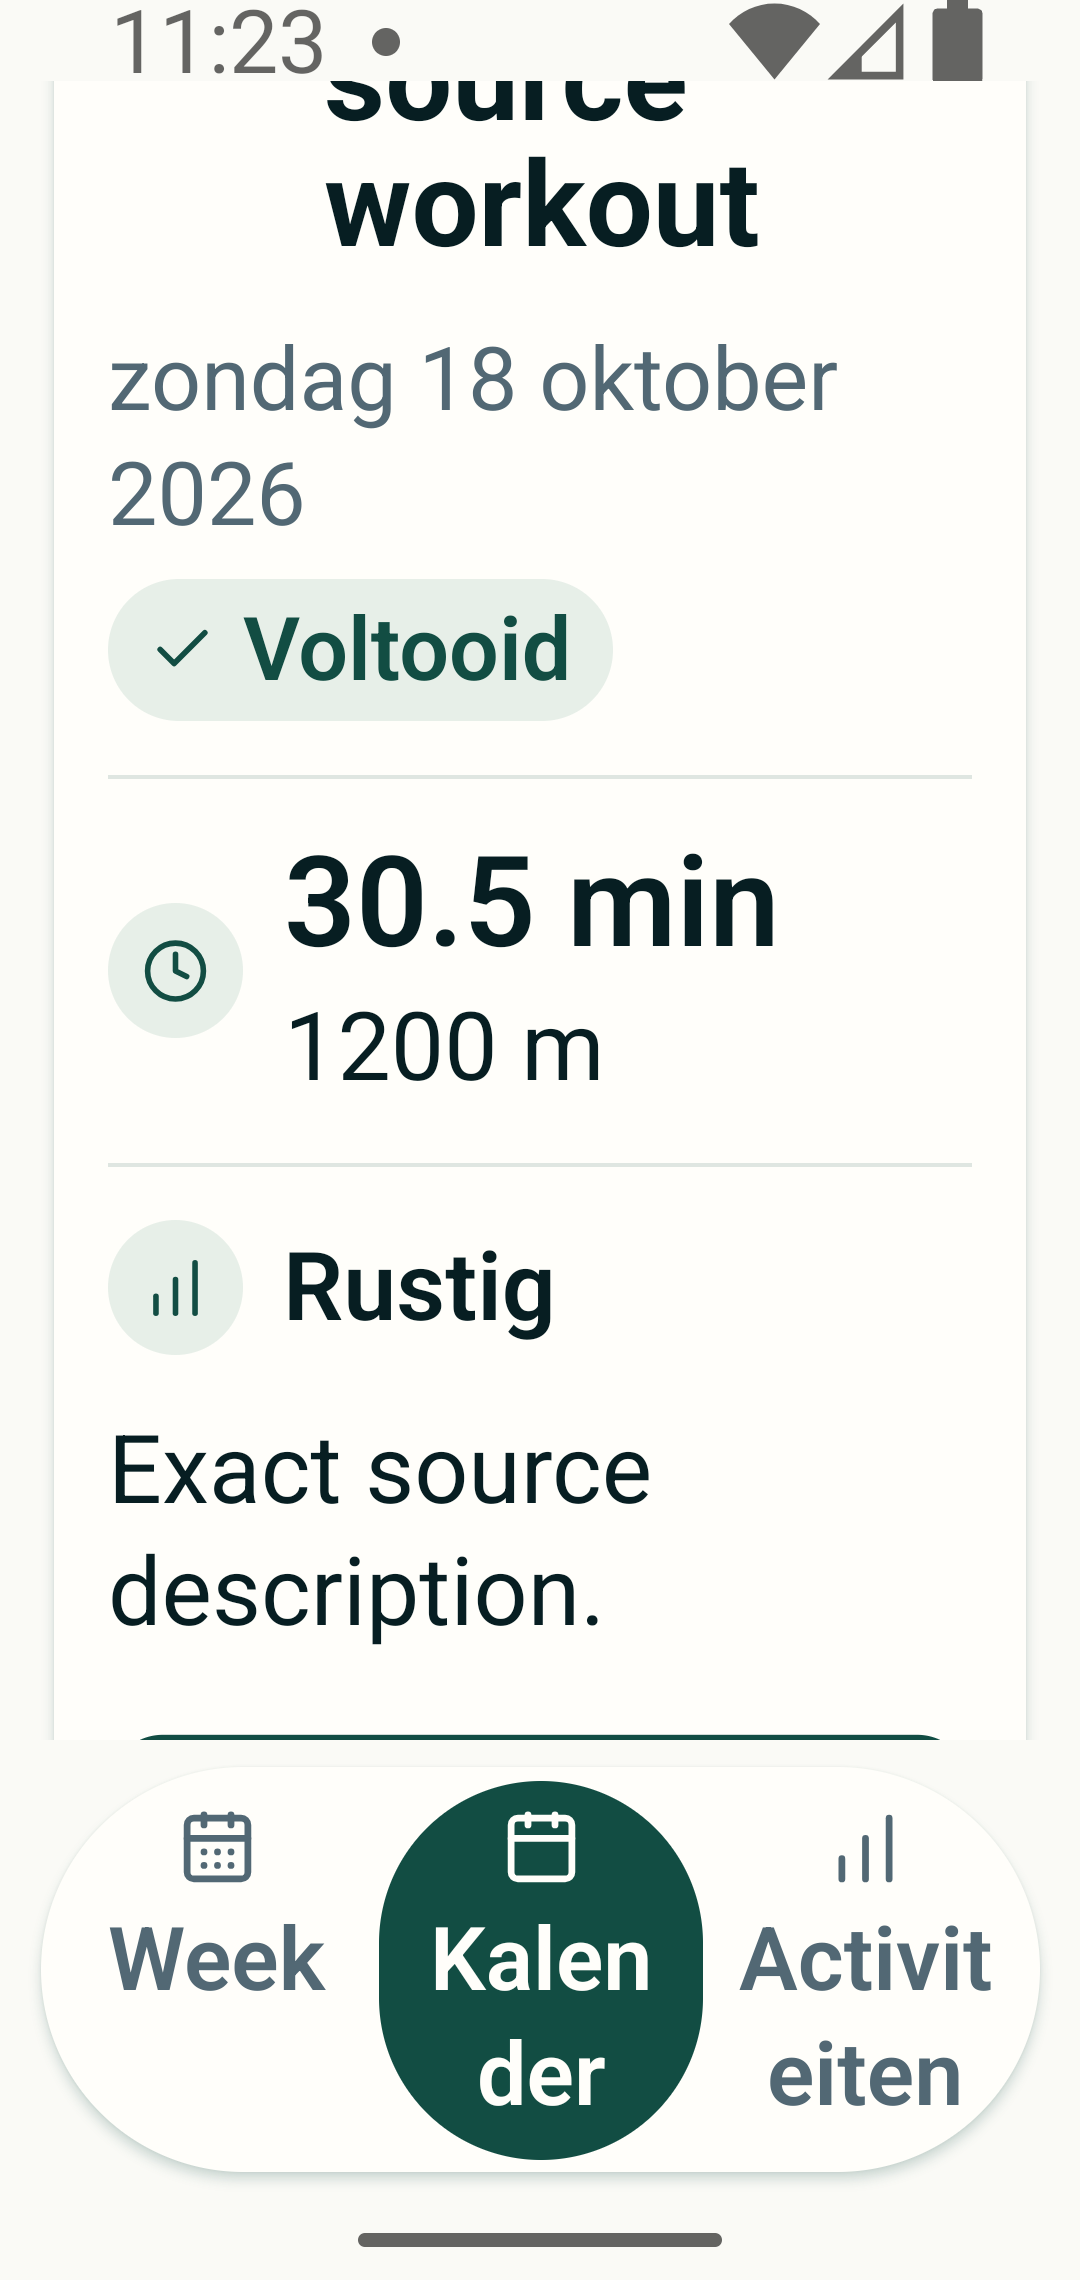 11:23
source
workout
zondag 18 oktober
2026
Voltooid
30.5 min
1200 m
Rustig
Exact source
description.
Week
Kalen
der
Activit
eiten